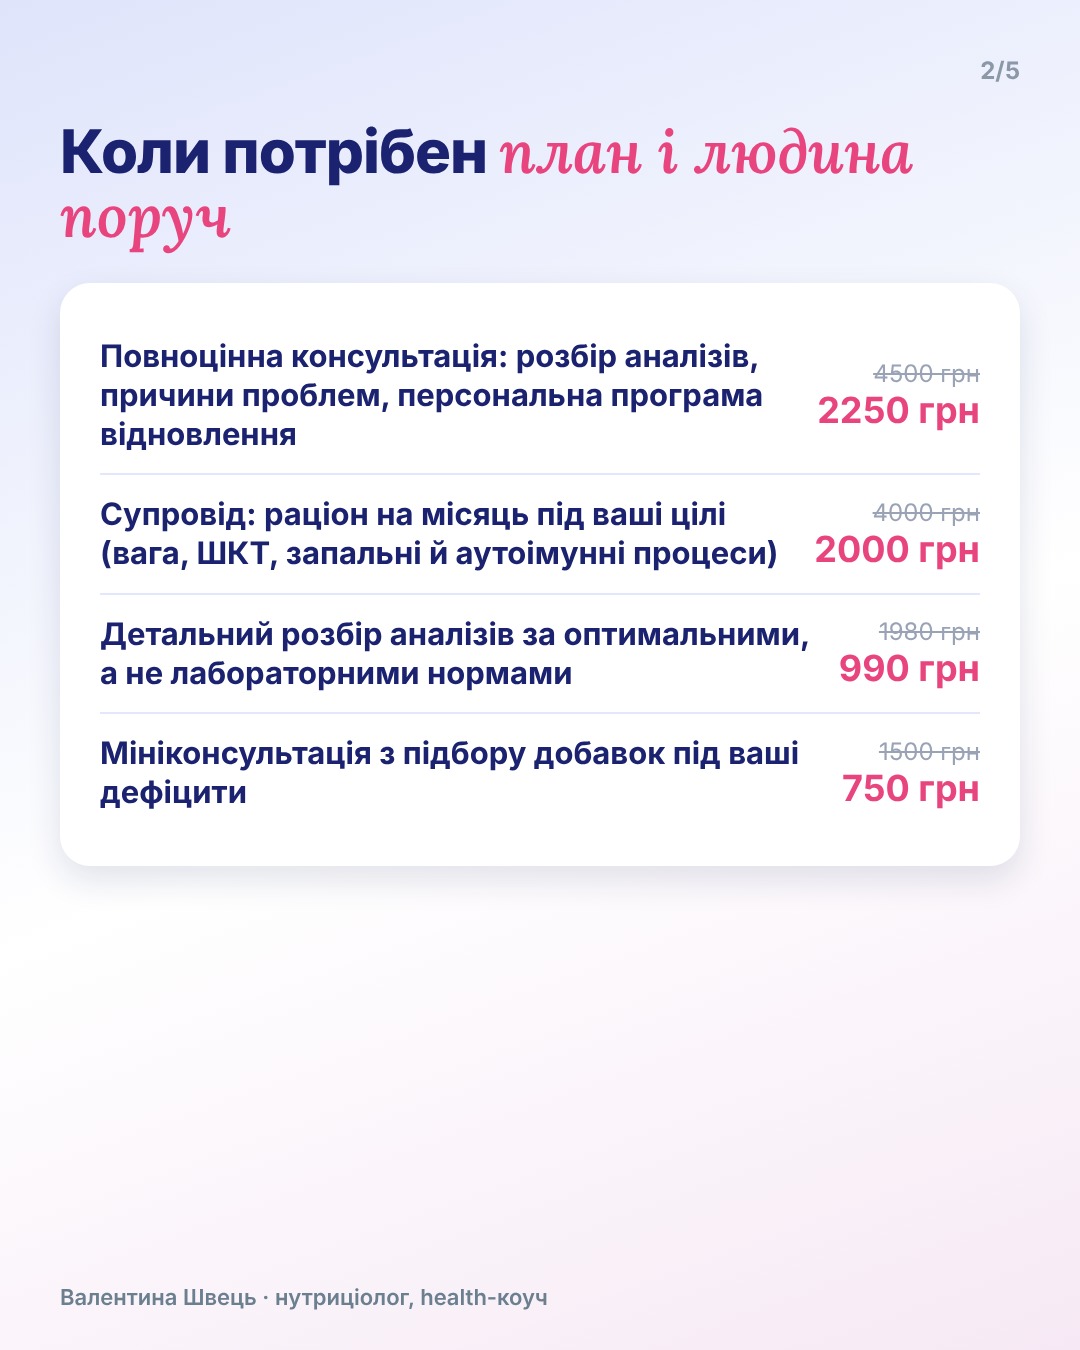 2/5
Коли потрібен план і людина
поруч
Повноцінна консультація: розбір аналізів,
причини проблем, персональна програма
відновлення
4500 грн
2250 грн
Супровід: раціон на місяць під ваші цілі
(вага, ШКТ, запальні й аутоімунні процеси)
4000 грн
2000 грн
Детальний розбір аналізів за оптимальними,
а не лабораторними нормами
1980 грн
990 грн
Мініконсультація з підбору добавок під ваші
дефіцити
1500 грн
750 грн
Валентина Швець · нутриціолог, health-коуч